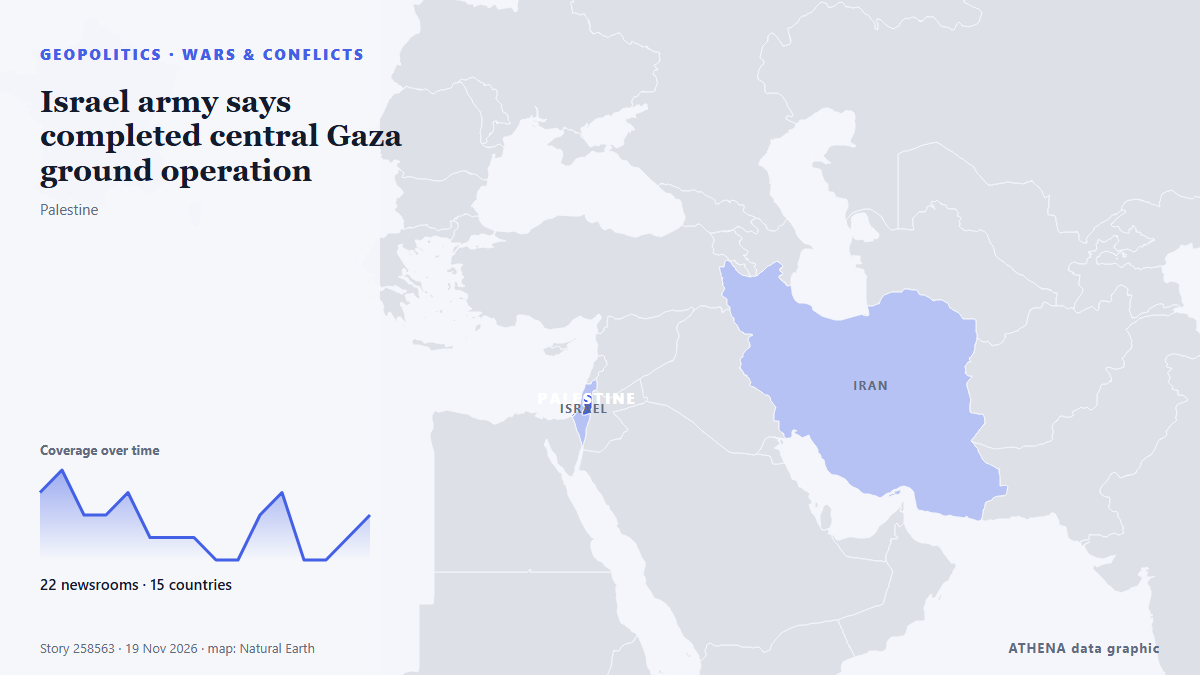 GEOPOLITICS · WARS & CONFLICTS
Israel army says
completed central Gaza
ground operation
Palestine
IRAN
PALESTINE
ISRAEL
Coverage over time
22 newsrooms · 15 countries
Story 258563 · 19 Nov 2026 · map: Natural Earth
ATHENA data graphic